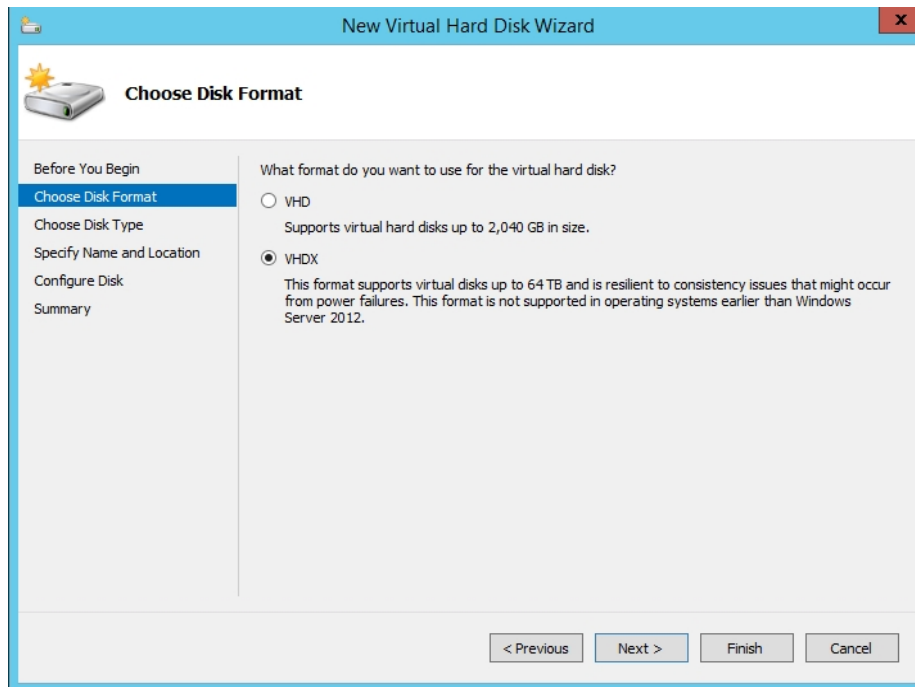 New Virtual Hard Disk Wizard
x
Choose Disk Format
Before You Begin
Choose Disk Format
Choose Disk Type
Specify Name and Location
Configure Disk
Summary
What format do you want to use for the virtual hard disk?
VHD
Supports virtual hard disks up to 2,040 GB in size.
VHDX
This format supports virtual disks up to 64 TB and is resilient to consistency issues that might occur
from power failures. This format is not supported in operating systems earlier than Windows
Server 2012.
< Previous
Next >
Finish
Cancel